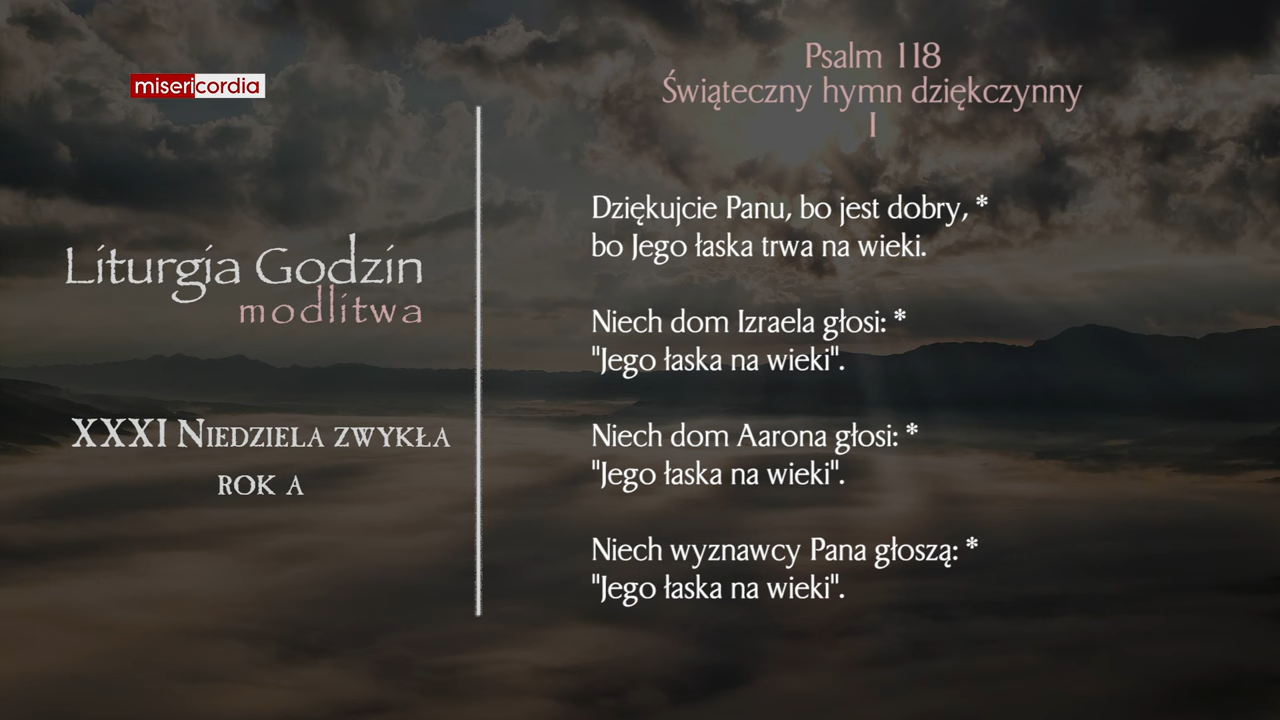 misericordia
Liturgia Godzin
modlitwa
XXXI Niedziela zwykła
rok A
Psalm 118
Świąteczny hymn dziękczynny
I
Dziękujcie Panu, bo jest dobry, *
bo Jego łaska trwa na wieki.
Niech dom Izraela głosi: *
"Jego łaska na wieki".
Niech dom Aarona głosi: *
"Jego łaska na wieki".
Niech wyznawcy Pana głoszą: *
"Jego łaska na wieki".